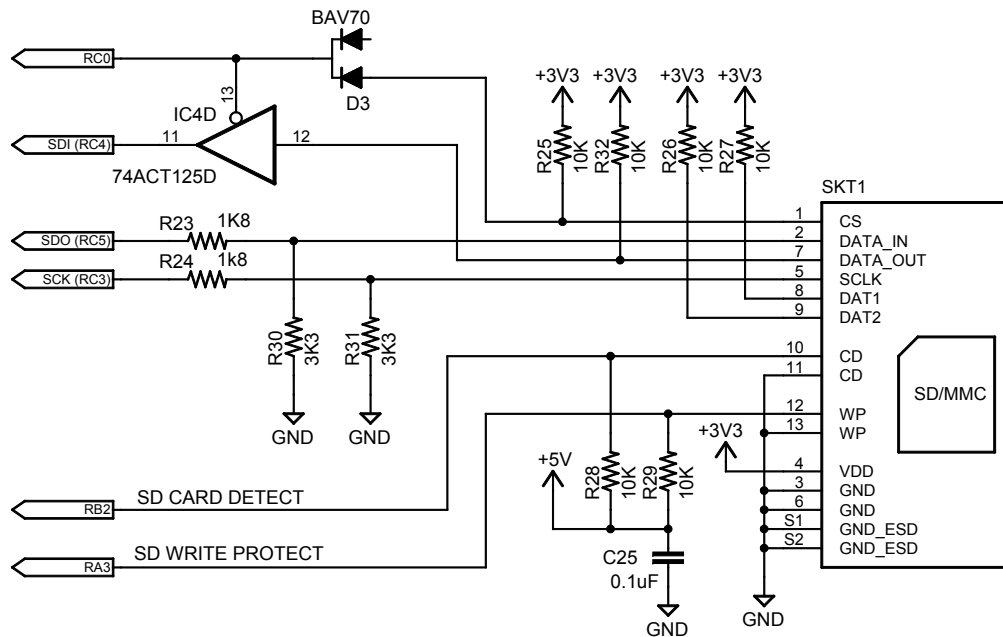 BAV70
RC0
D3
13
IC4D
11
12
SDI (RC4)
74ACT125D
+3V3
+3V3
+3V3
+3V3
R25
10K
R32
10K
R26
10K
R27
10K
SKT1
R23
1K8
SDO (RC5)
R24
1k8
SCK (RC3)
1
CS
2
DATA_IN
7
DATA_OUT
5
SCLK
8
DAT1
9
DAT2
R30
3K3
R31
3K3
GND
GND
10
CD
11
CD
SD/MMC
12
WP
13
WP
+3V3
4
VDD
3
GND
6
GND
S1
GND_ESD
S2
GND_ESD
+5V
R28
10K
R29
10K
SD CARD DETECT
RB2
SD WRITE PROTECT
RA3
C25
0.1uF
GND
GND